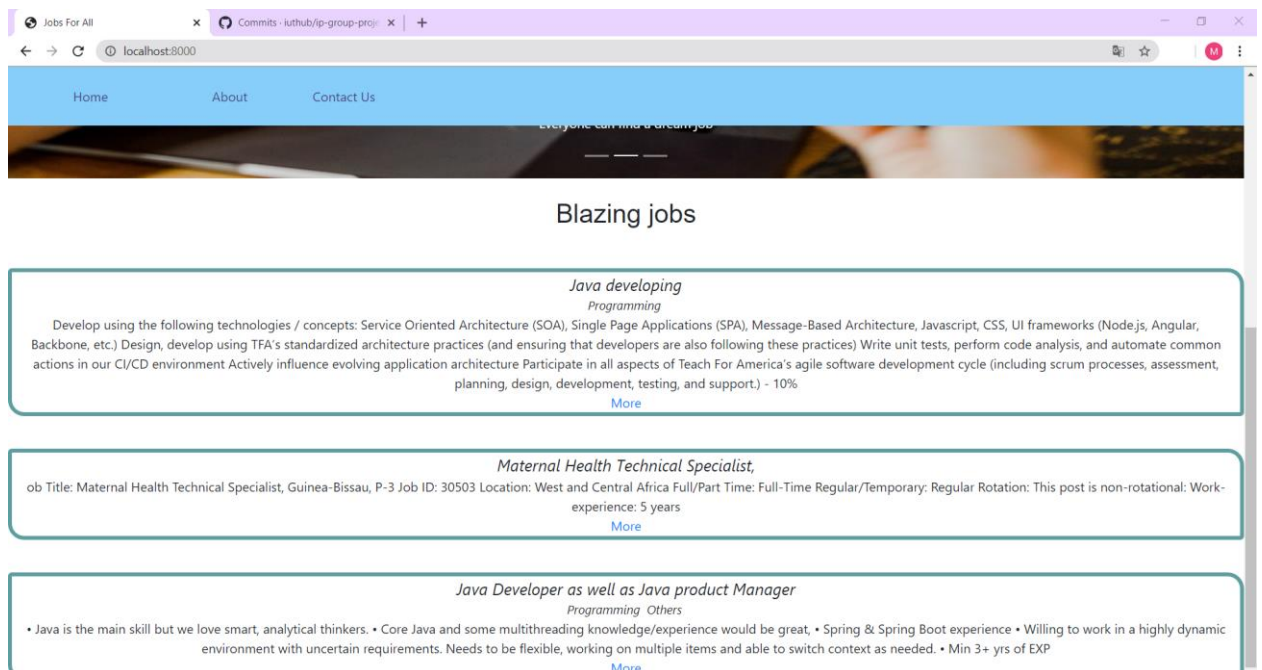 Jobs For All
Commits · iuthub/ip-group-proj
localhost:8000
M
Home About Contact Us
Everyone can find a dream job
Blazing jobs
Java developing
Programming
Develop using the following technologies / concepts: Service Oriented Architecture (SOA), Single Page Applications (SPA), Message-Based Architecture, Javascript, CSS, UI frameworks (Node.js, Angular,
Backbone, etc.) Design, develop using TFA's standardized architecture practices (and ensuring that developers are also following these practices) Write unit tests, perform code analysis, and automate common
actions in our CI/CD environment Actively influence evolving application architecture Participate in all aspects of Teach For America's agile software development cycle (including scrum processes, assessment,
planning, design, development, testing, and support.) - 10%
More
Maternal Health Technical Specialist,
ob Title: Maternal Health Technical Specialist, Guinea-Bissau, P-3 Job ID: 30503 Location: West and Central Africa Full/Part Time: Full-Time Regular/Temporary: Regular Rotation: This post is non-rotational: Work-
experience: 5 years
More
Java Developer as well as Java product Manager
Programming Others
• Java is the main skill but we love smart, analytical thinkers. • Core Java and some multithreading knowledge/experience would be great, • Spring & Spring Boot experience • Willing to work in a highly dynamic
environment with uncertain requirements. Needs to be flexible, working on multiple items and able to switch context as needed. • Min 3+ yrs of EXP
More